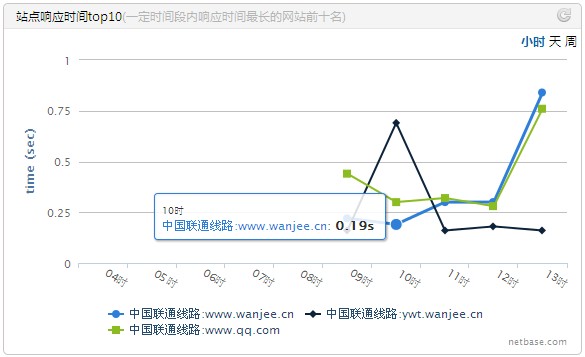 站点响应时间top10(一定时间段内响应时间最长的网站前十名)
小时 天 周
1
0.75
0.5
0.25
0
time (sec)
10时
中国联通线路:www.wanjee.cn: 0.19s
04时 05时 06时 07时 08时 09时 10时 11时 12时 13时
中国联通线路:www.wanjee.cn 中国联通线路:ywt.wanjee.cn
中国联通线路:www.qq.com
netbase.com